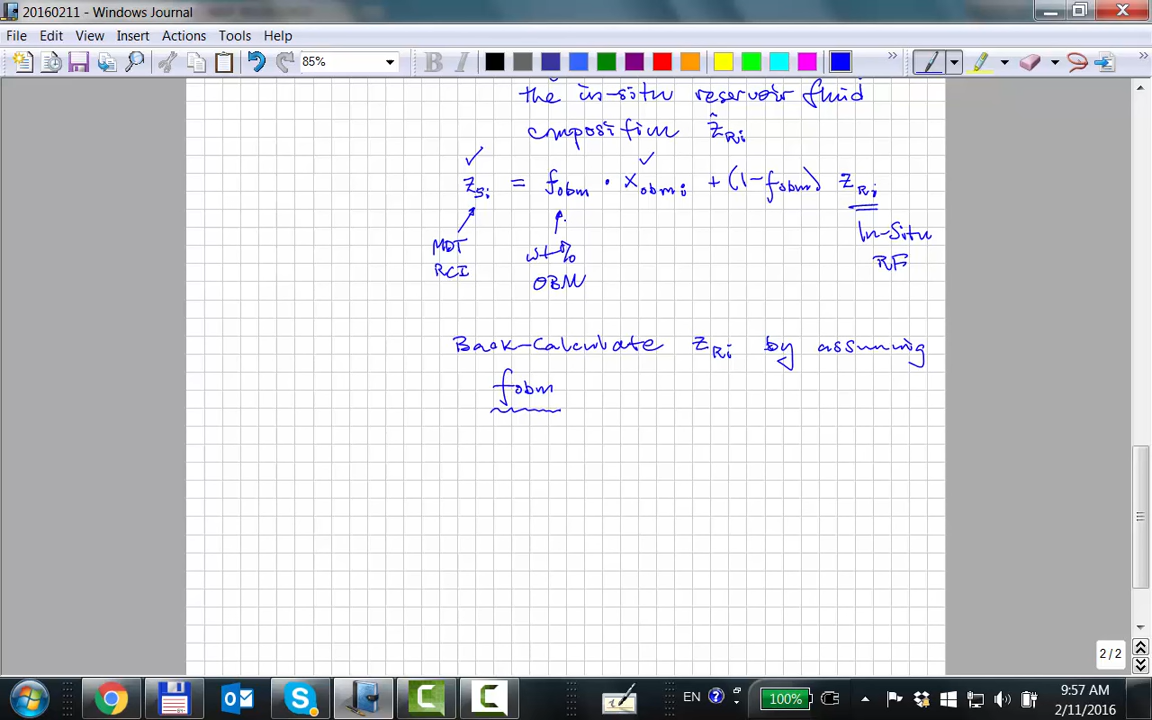 20160211 - Windows Journal
File Edit View Insert Actions Tools Help
85% B I
the in-situ reservoir fluid
composition ẑRi
✓ ✓
zsi = fobm · xobmi + (1-fobm) zRi
MDT
RCI
wt%
OBM
In-Situ
RF
Back-Calculate zRi by assuming
fobm
2 / 2
EN 100% 9:57 AM
2/11/2016